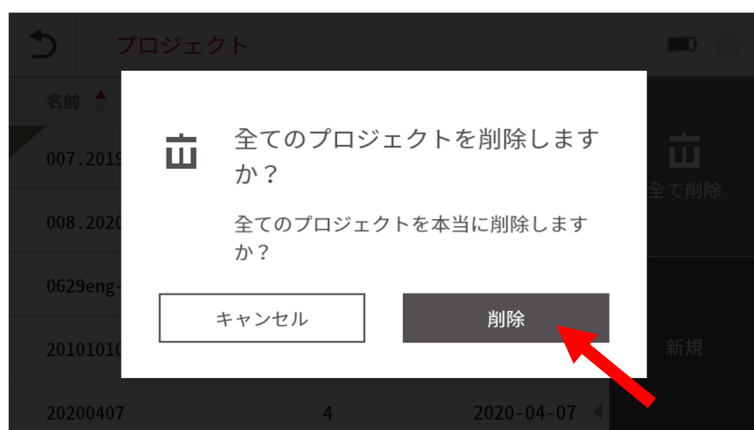 プロジェクト
名前
007.2019
全てのプロジェクトを削除します
か？
全てのプロジェクトを本当に削除します
か？
全て削除
008.2020
0629eng-
キャンセル
削除
20101010
新規
20200407 4 2020-04-07